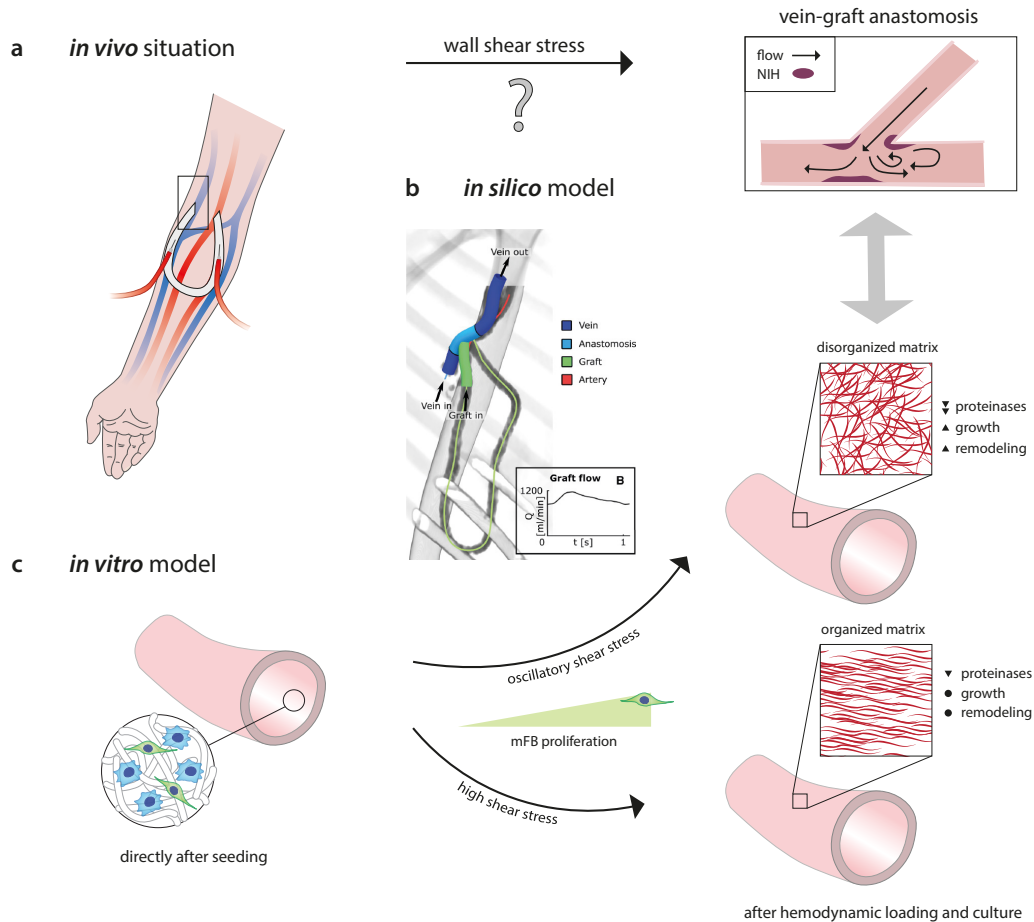 a in vivo situation
wall shear stress
?
vein-graft anastomosis
flow
NIH
b in silico model
Vein out
Vein
Anastomosis
Graft
Artery
Vein in
Graft in
Graft flow B
1200
Q [ml/min]
0 t [s] 1
disorganized matrix
proteinases
growth
remodeling
c in vitro model
oscillatory shear stress
mFB proliferation
high shear stress
directly after seeding
organized matrix
proteinases
growth
remodeling
after hemodynamic loading and culture